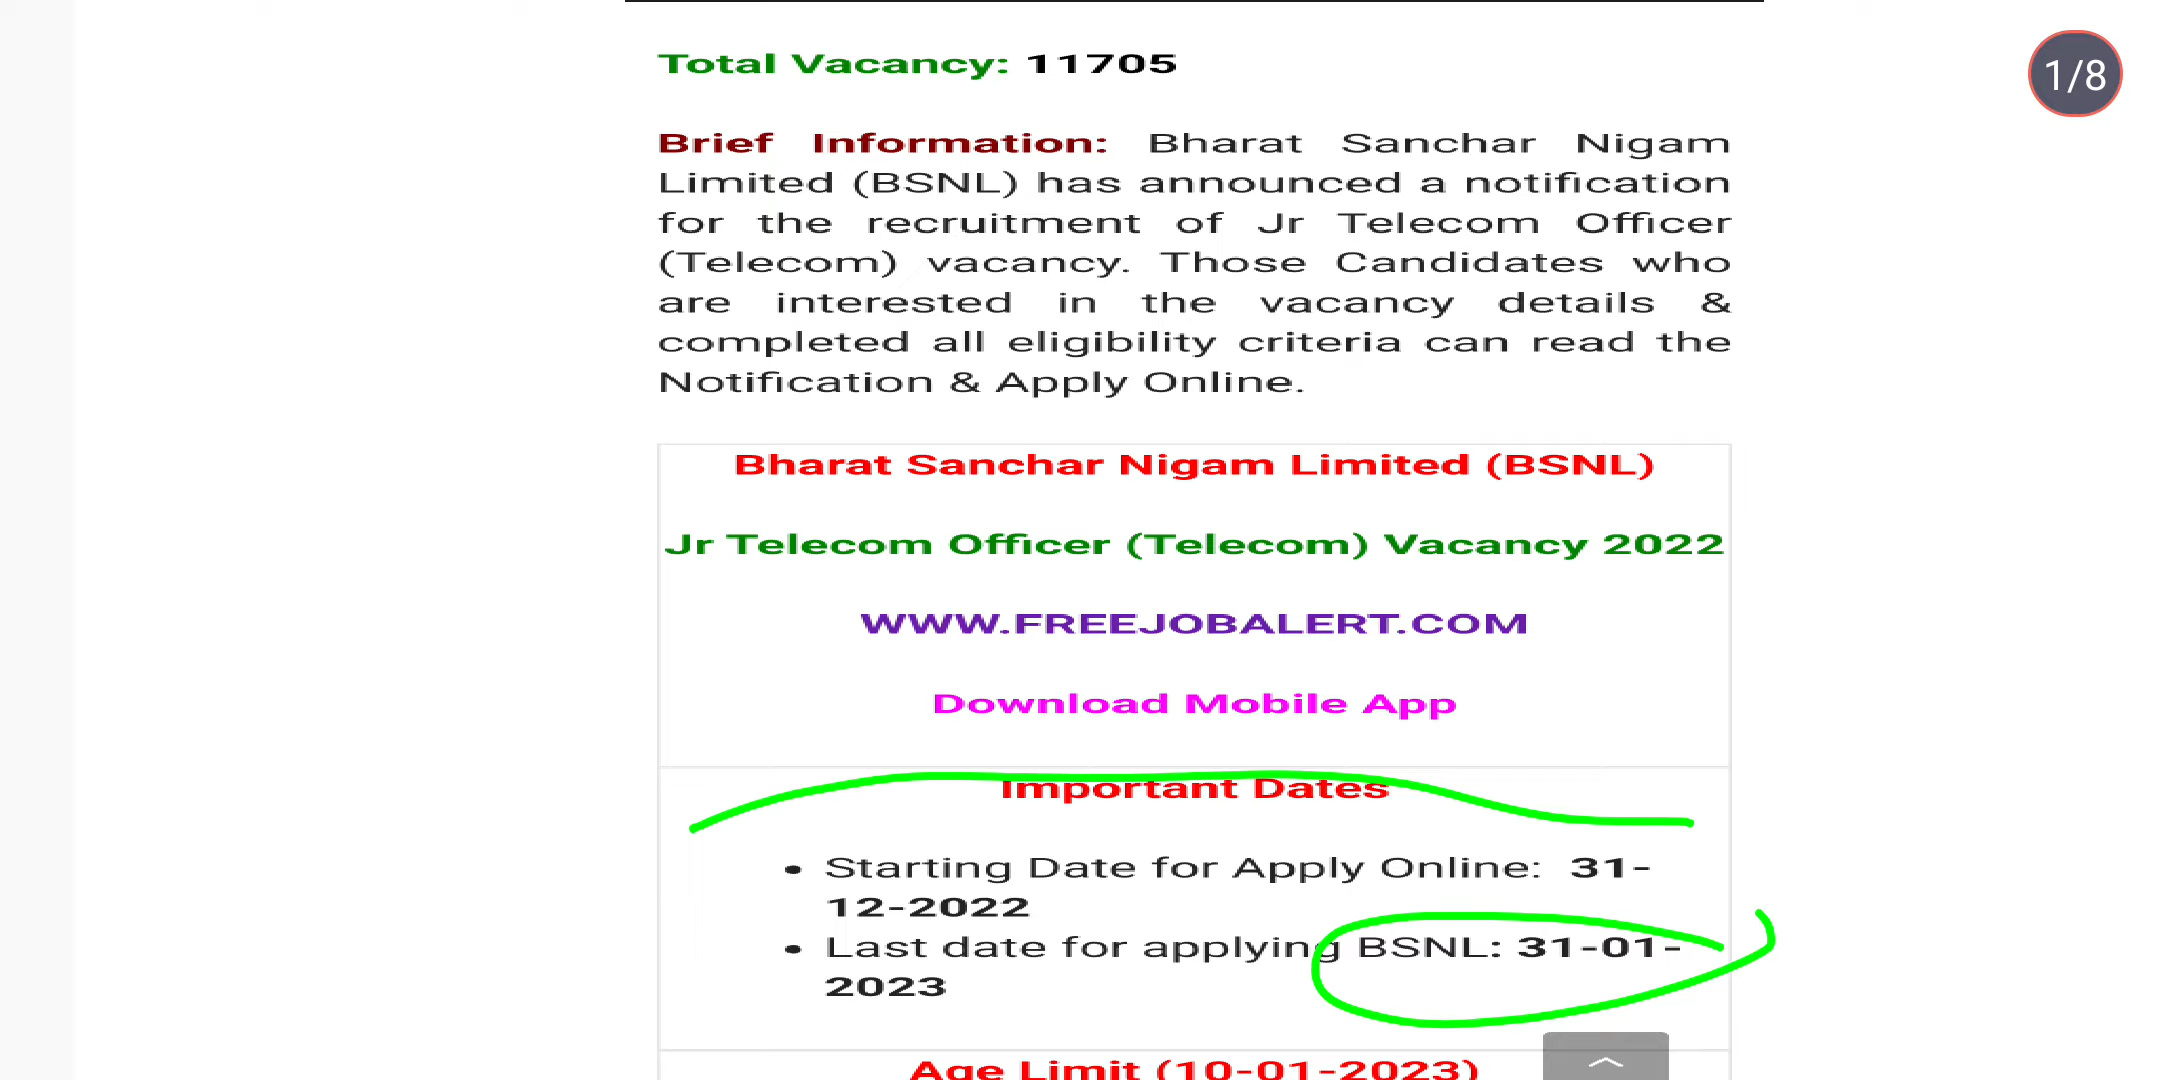 Total Vacancy: 11705
1/8
Brief Information: Bharat Sanchar Nigam
Limited (BSNL) has announced a notification
for the recruitment of Jr Telecom Officer
(Telecom) vacancy. Those Candidates who
are interested in the vacancy details &
completed all eligibility criteria can read the
Notification & Apply Online.
Bharat Sanchar Nigam Limited (BSNL)
Jr Telecom Officer (Telecom) Vacancy 2022
WWW.FREEJOBALERT.COM
Download Mobile App
Important Dates
• Starting Date for Apply Online: 31-
12-2022
• Last date for applying BSNL: 31-01-
2023
Age Limit (10-01-2023)